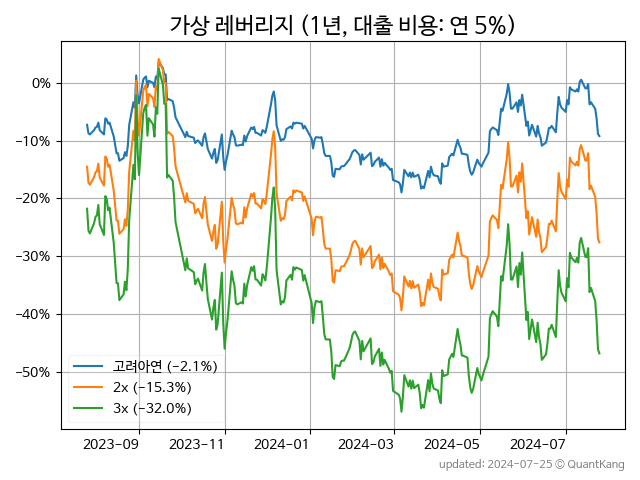 가상 레버리지 (1년, 대출 비용: 연 5%)
0%
−10%
−20%
−30%
−40%
−50%
고려아연 (−2.1%)
2x (−15.3%)
3x (−32.0%)
2023-09 2023-11 2024-01 2024-03 2024-05 2024-07
updated: 2024-07-25 © QuantKang